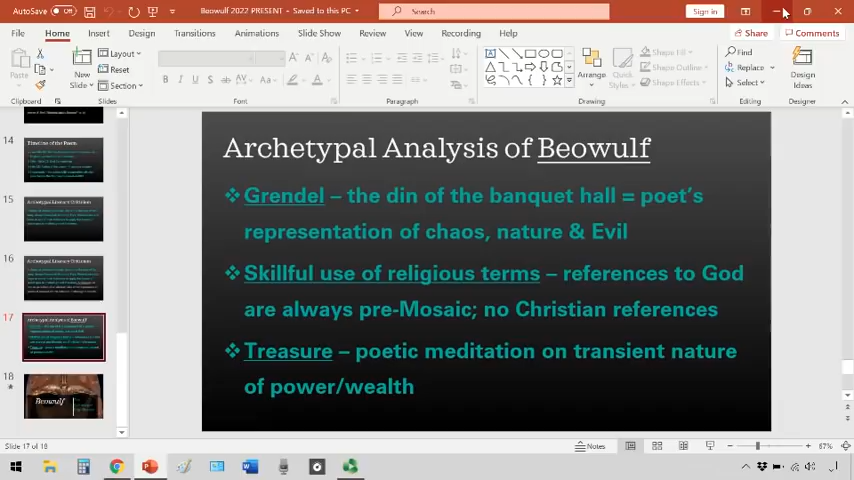 AutoSave Off
Beowulf 2022 PRESENT - Saved to this PC
Search
Sign in
File Home Insert Draw Design Transitions Animations Slide Show Review View Recording
Share Comments
Paste
New Slide
Layout
Reset
Section
Arrange
Quick Styles
Shape Fill
Shape Outline
Shape Effects
Find
Replace
Select
Design Ideas
Clipboard Slides Font Paragraph Drawing Editing Designer
14
Timeline of the Poem
15
Archetypal Literary Criticism
16
Archetypal Literary Criticism
17
Archetypal Analysis of Beowulf
18
Beowulf
Archetypal Analysis of Beowulf
❖Grendel – the din of the banquet hall = poet's
representation of chaos, nature & Evil
❖Skillful use of religious terms – references to God
are always pre-Mosaic; no Christian references
❖Treasure – poetic meditation on transient nature
of power/wealth
Slide 17 of 18
Notes
67%